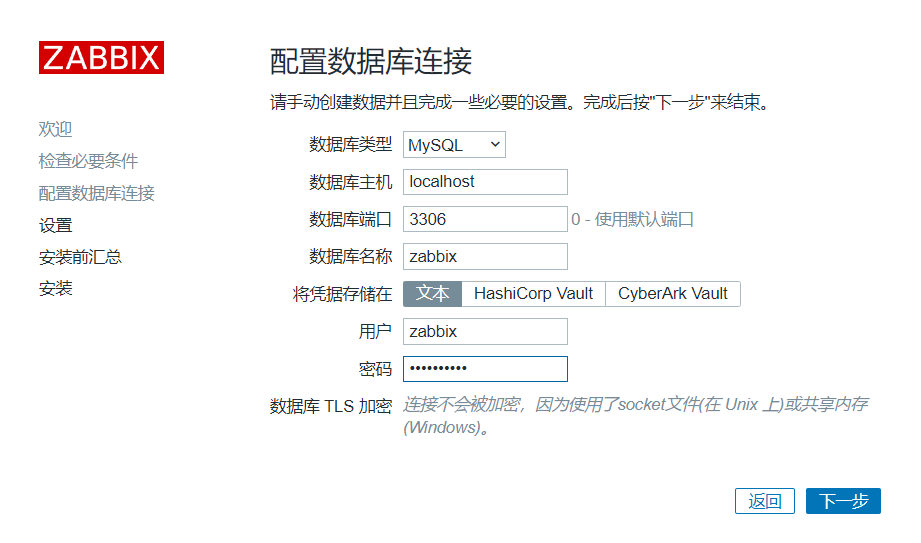 ZABBIX
欢迎
检查必要条件
配置数据库连接
设置
安装前汇总
安装
配置数据库连接
请手动创建数据并且完成一些必要的设置。完成后按"下一步"来结束。
数据库类型 MySQL
数据库主机 localhost
数据库端口 3306 0 - 使用默认端口
数据库名称 zabbix
将凭据存储在 文本 HashiCorp Vault CyberArk Vault
用户 zabbix
密码 ••••••••••
数据库 TLS 加密 连接不会被加密，因为使用了socket文件(在 Unix 上)或共享内存
(Windows)。
返回 下一步